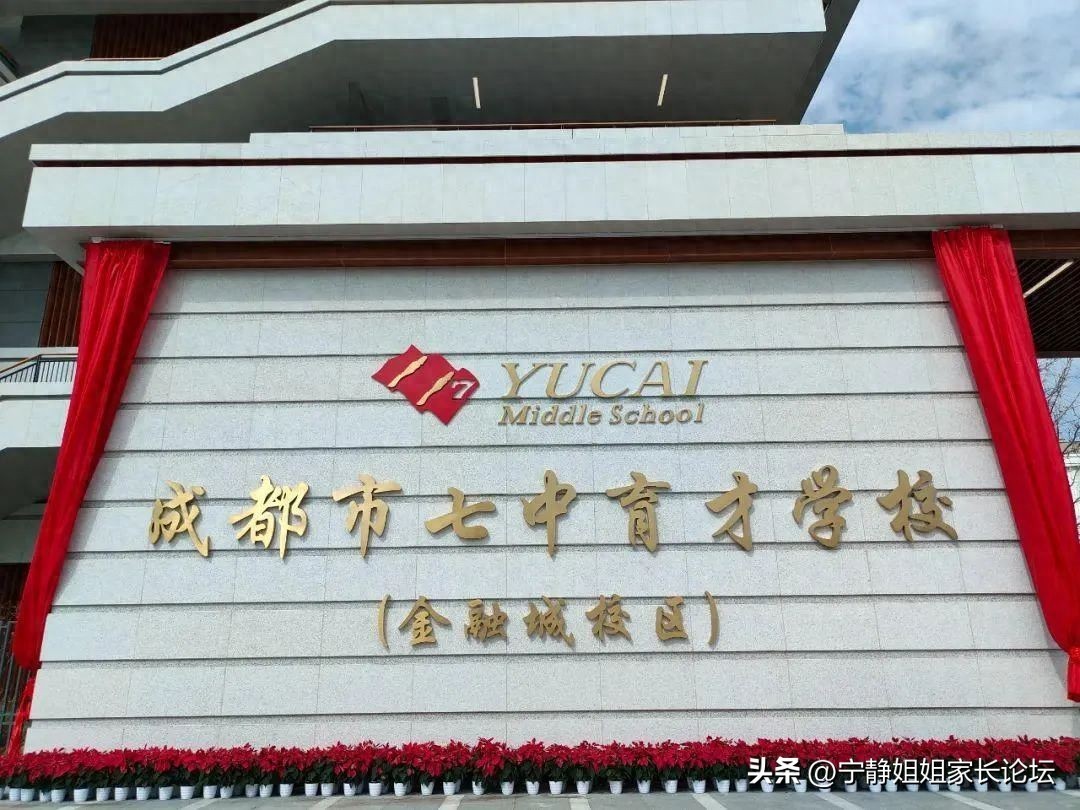 7
YUCAI
Middle School
成都市七中育才学校
(金融城校区)
头条 @宁静姐姐家长论坛